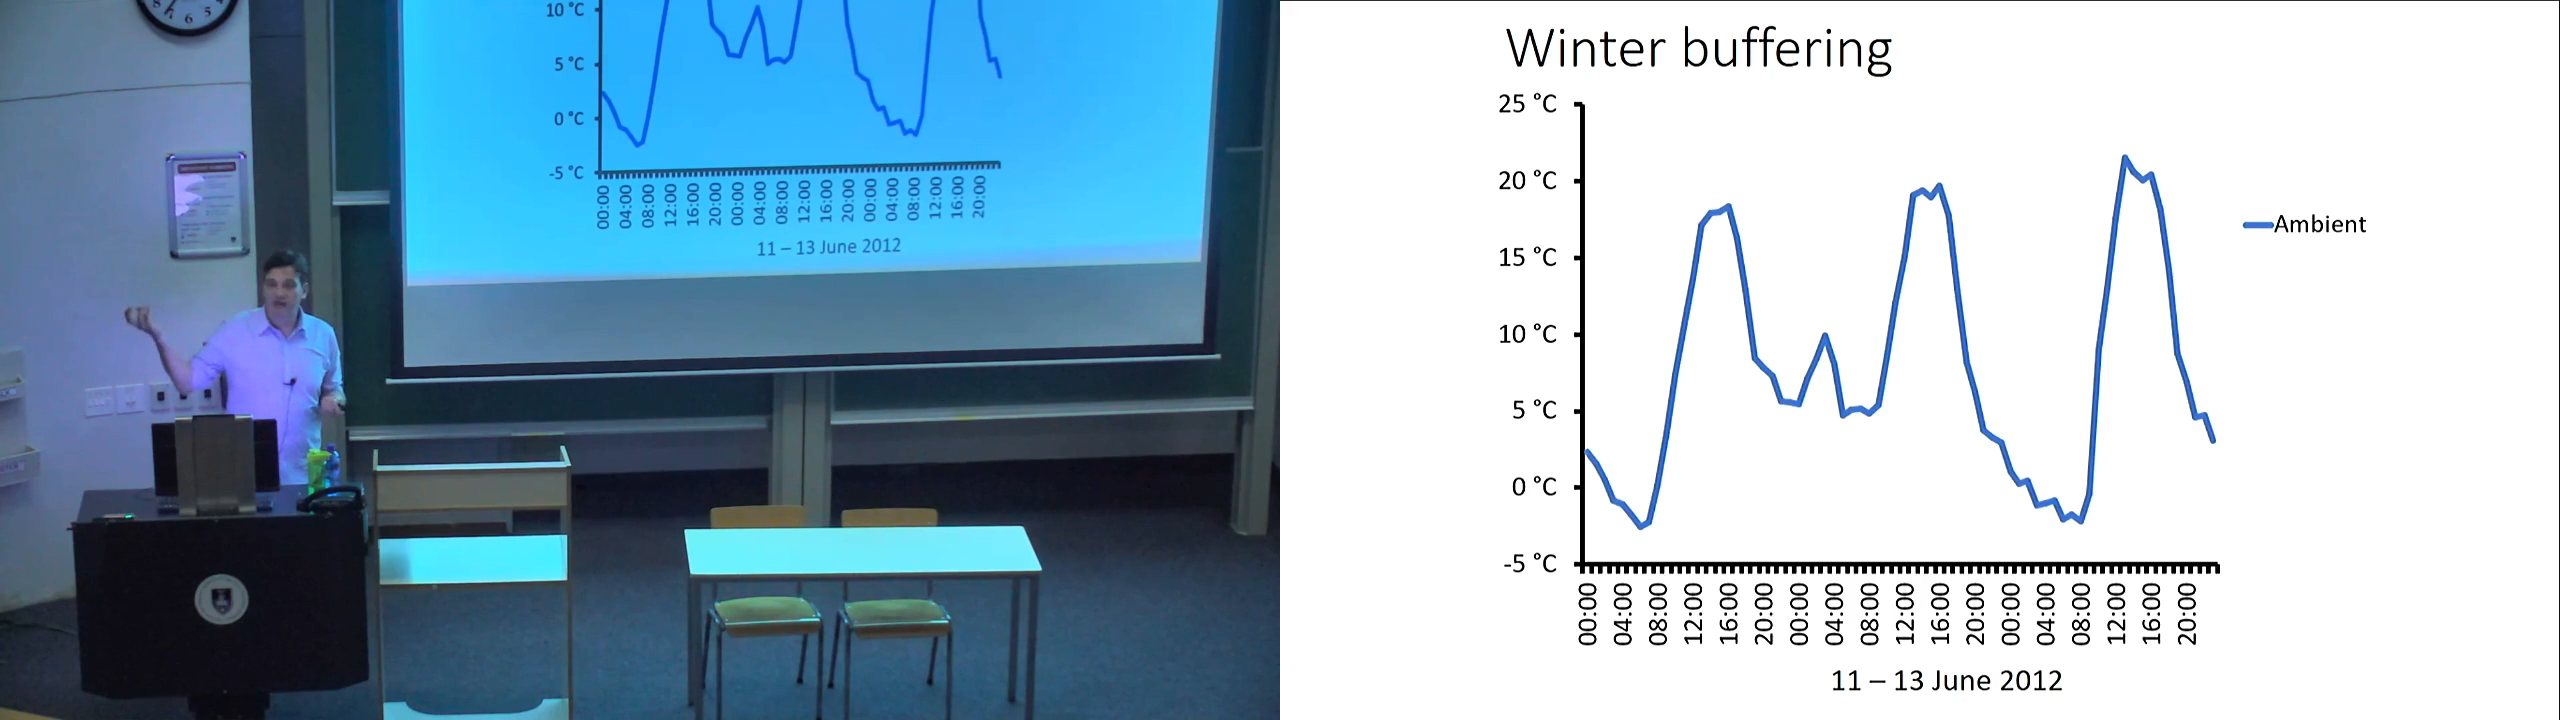 10 °C
5 °C
0 °C
-5 °C
00:00
04:00
08:00
12:00
16:00
20:00
00:00
04:00
08:00
12:00
16:00
20:00
00:00
04:00
08:00
12:00
16:00
20:00
11 – 13 June 2012
7 6 5 4
Winter buffering
25 °C
20 °C
15 °C
10 °C
5 °C
0 °C
-5 °C
Ambient
00:00
04:00
08:00
12:00
16:00
20:00
00:00
04:00
08:00
12:00
16:00
20:00
00:00
04:00
08:00
12:00
16:00
20:00
11 – 13 June 2012